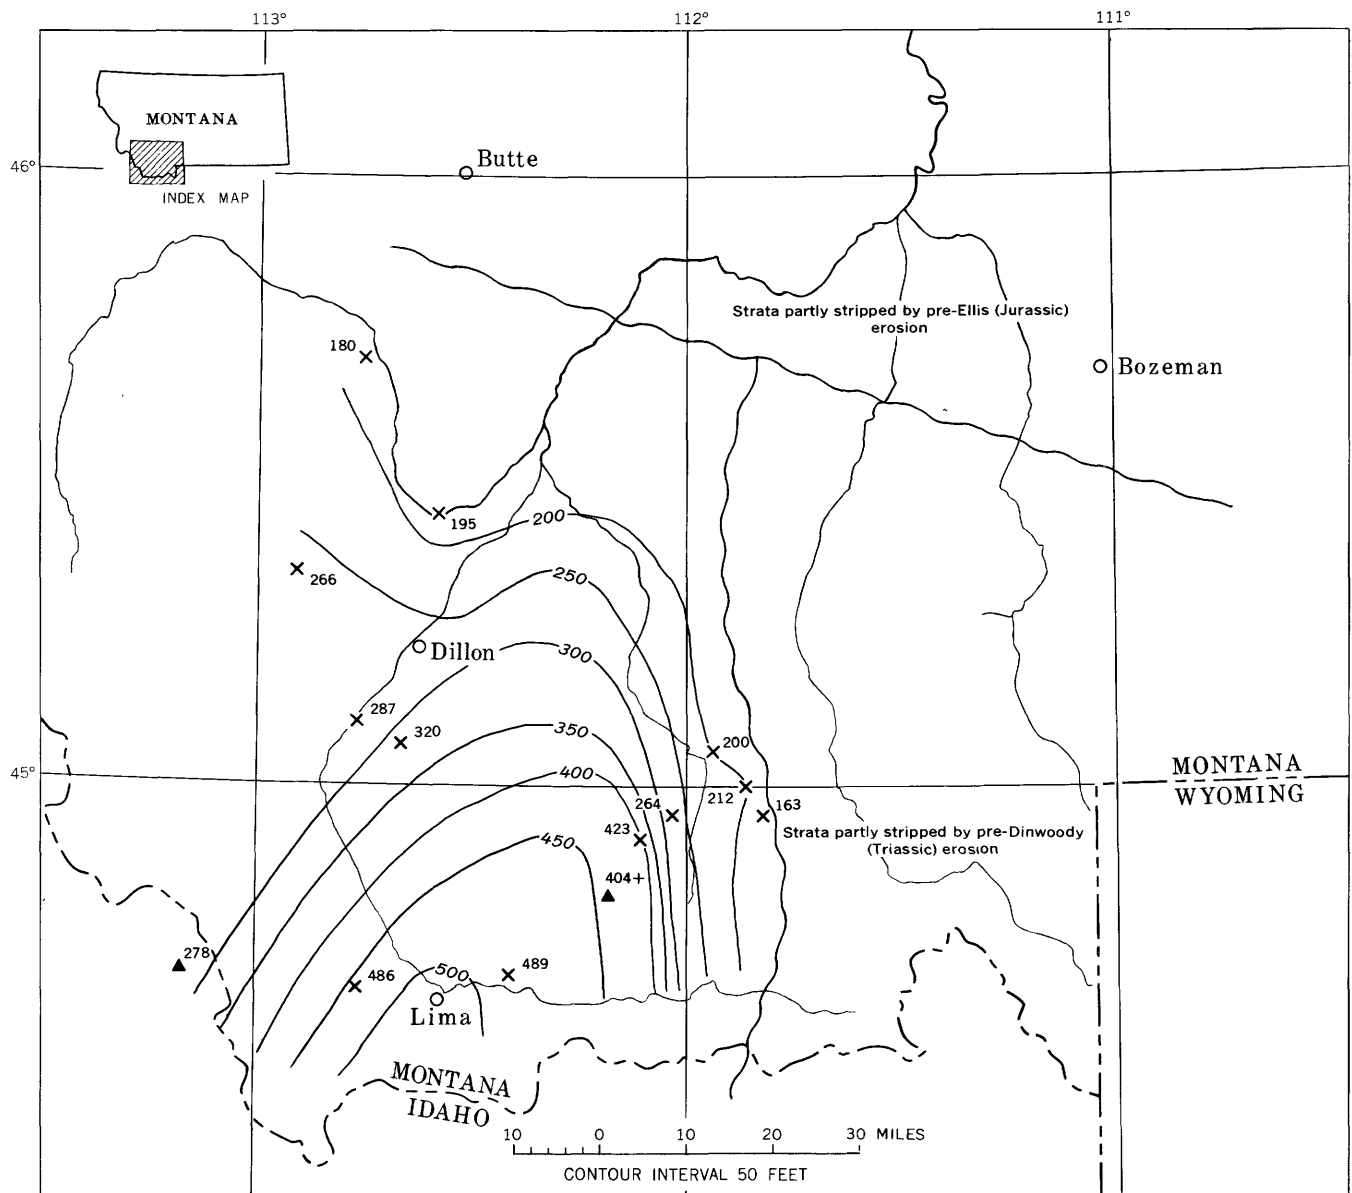 113°
112°
111°
MONTANA
46°
INDEX MAP
Butte
Strata partly stripped by pre-Ellis (Jurassic)
erosion
180
Bozeman
195
200
266
250
Dillon
300
287
320
350
200
45°
400
MONTANA
WYOMING
264
212
163
423
450
Strata partly stripped by pre-Dinwoody
(Triassic) erosion
404+
278
486
500
489
Lima
MONTANA
IDAHO
10 0 10 20 30 MILES
CONTOUR INTERVAL 50 FEET